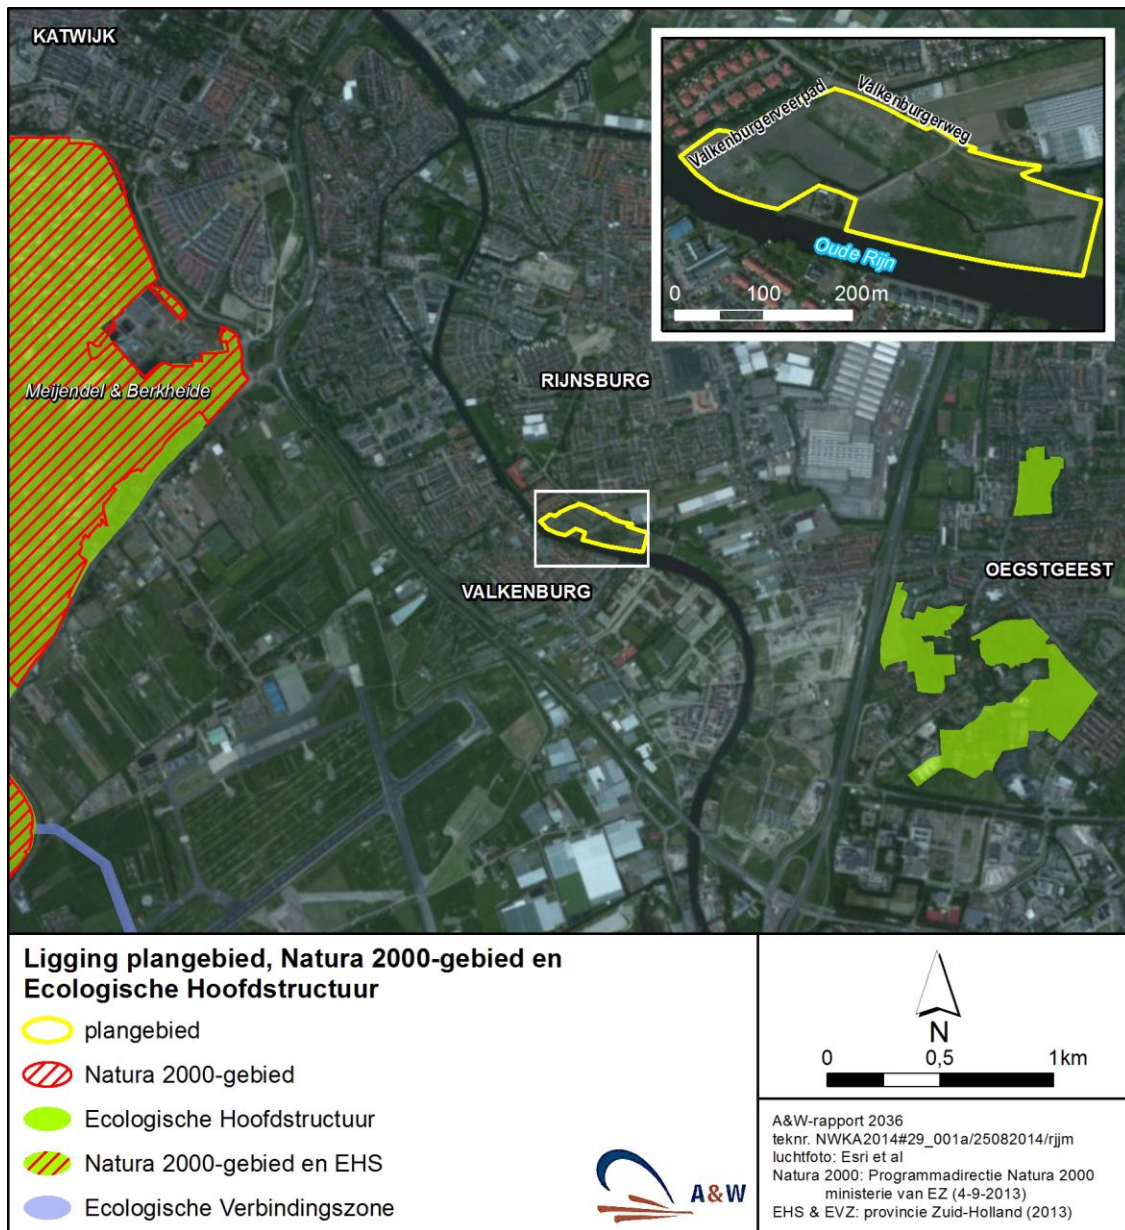 KATWIJK
Valkenburgerveerpad
Valkenburgerweg
Oude Rijn
0 100 200m
Meijendel & Berkheide
RIJNSBURG
OEGSTGEEST
VALKENBURG
Ligging plangebied, Natura 2000-gebied en
Ecologische Hoofdstructuur
plangebied
Natura 2000-gebied
Ecologische Hoofdstructuur
Natura 2000-gebied en EHS
Ecologische Verbindingszone
A&W
N
0 0,5 1km
A&W-rapport 2036
teknr. NWKA2014#29_001a/25082014/rjjm
luchtfoto: Esri et al
Natura 2000: Programmadirectie Natura 2000
ministerie van EZ (4-9-2013)
EHS & EVZ: provincie Zuid-Holland (2013)